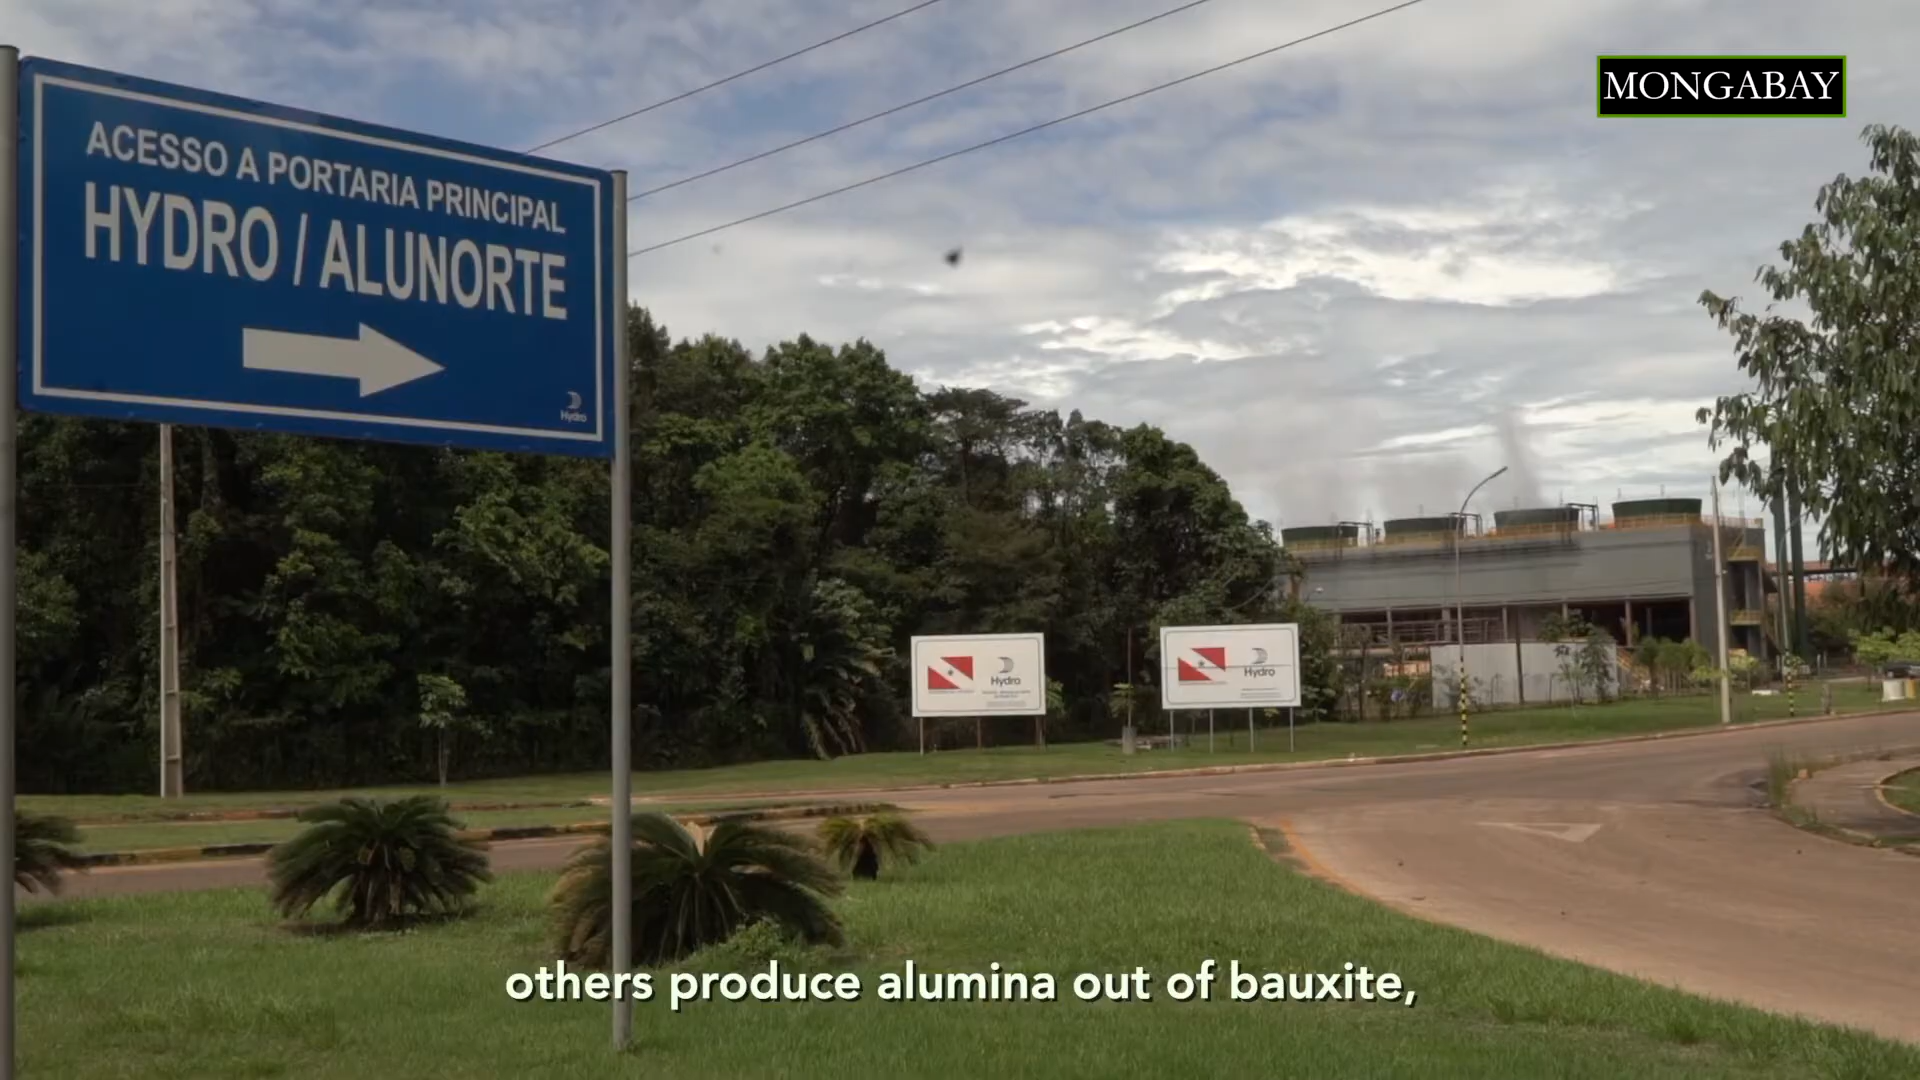 MONGABAY
ACESSO A PORTARIA PRINCIPAL
HYDRO / ALUNORTE
Hydro
Hydro
Hydro
others produce alumina out of bauxite,